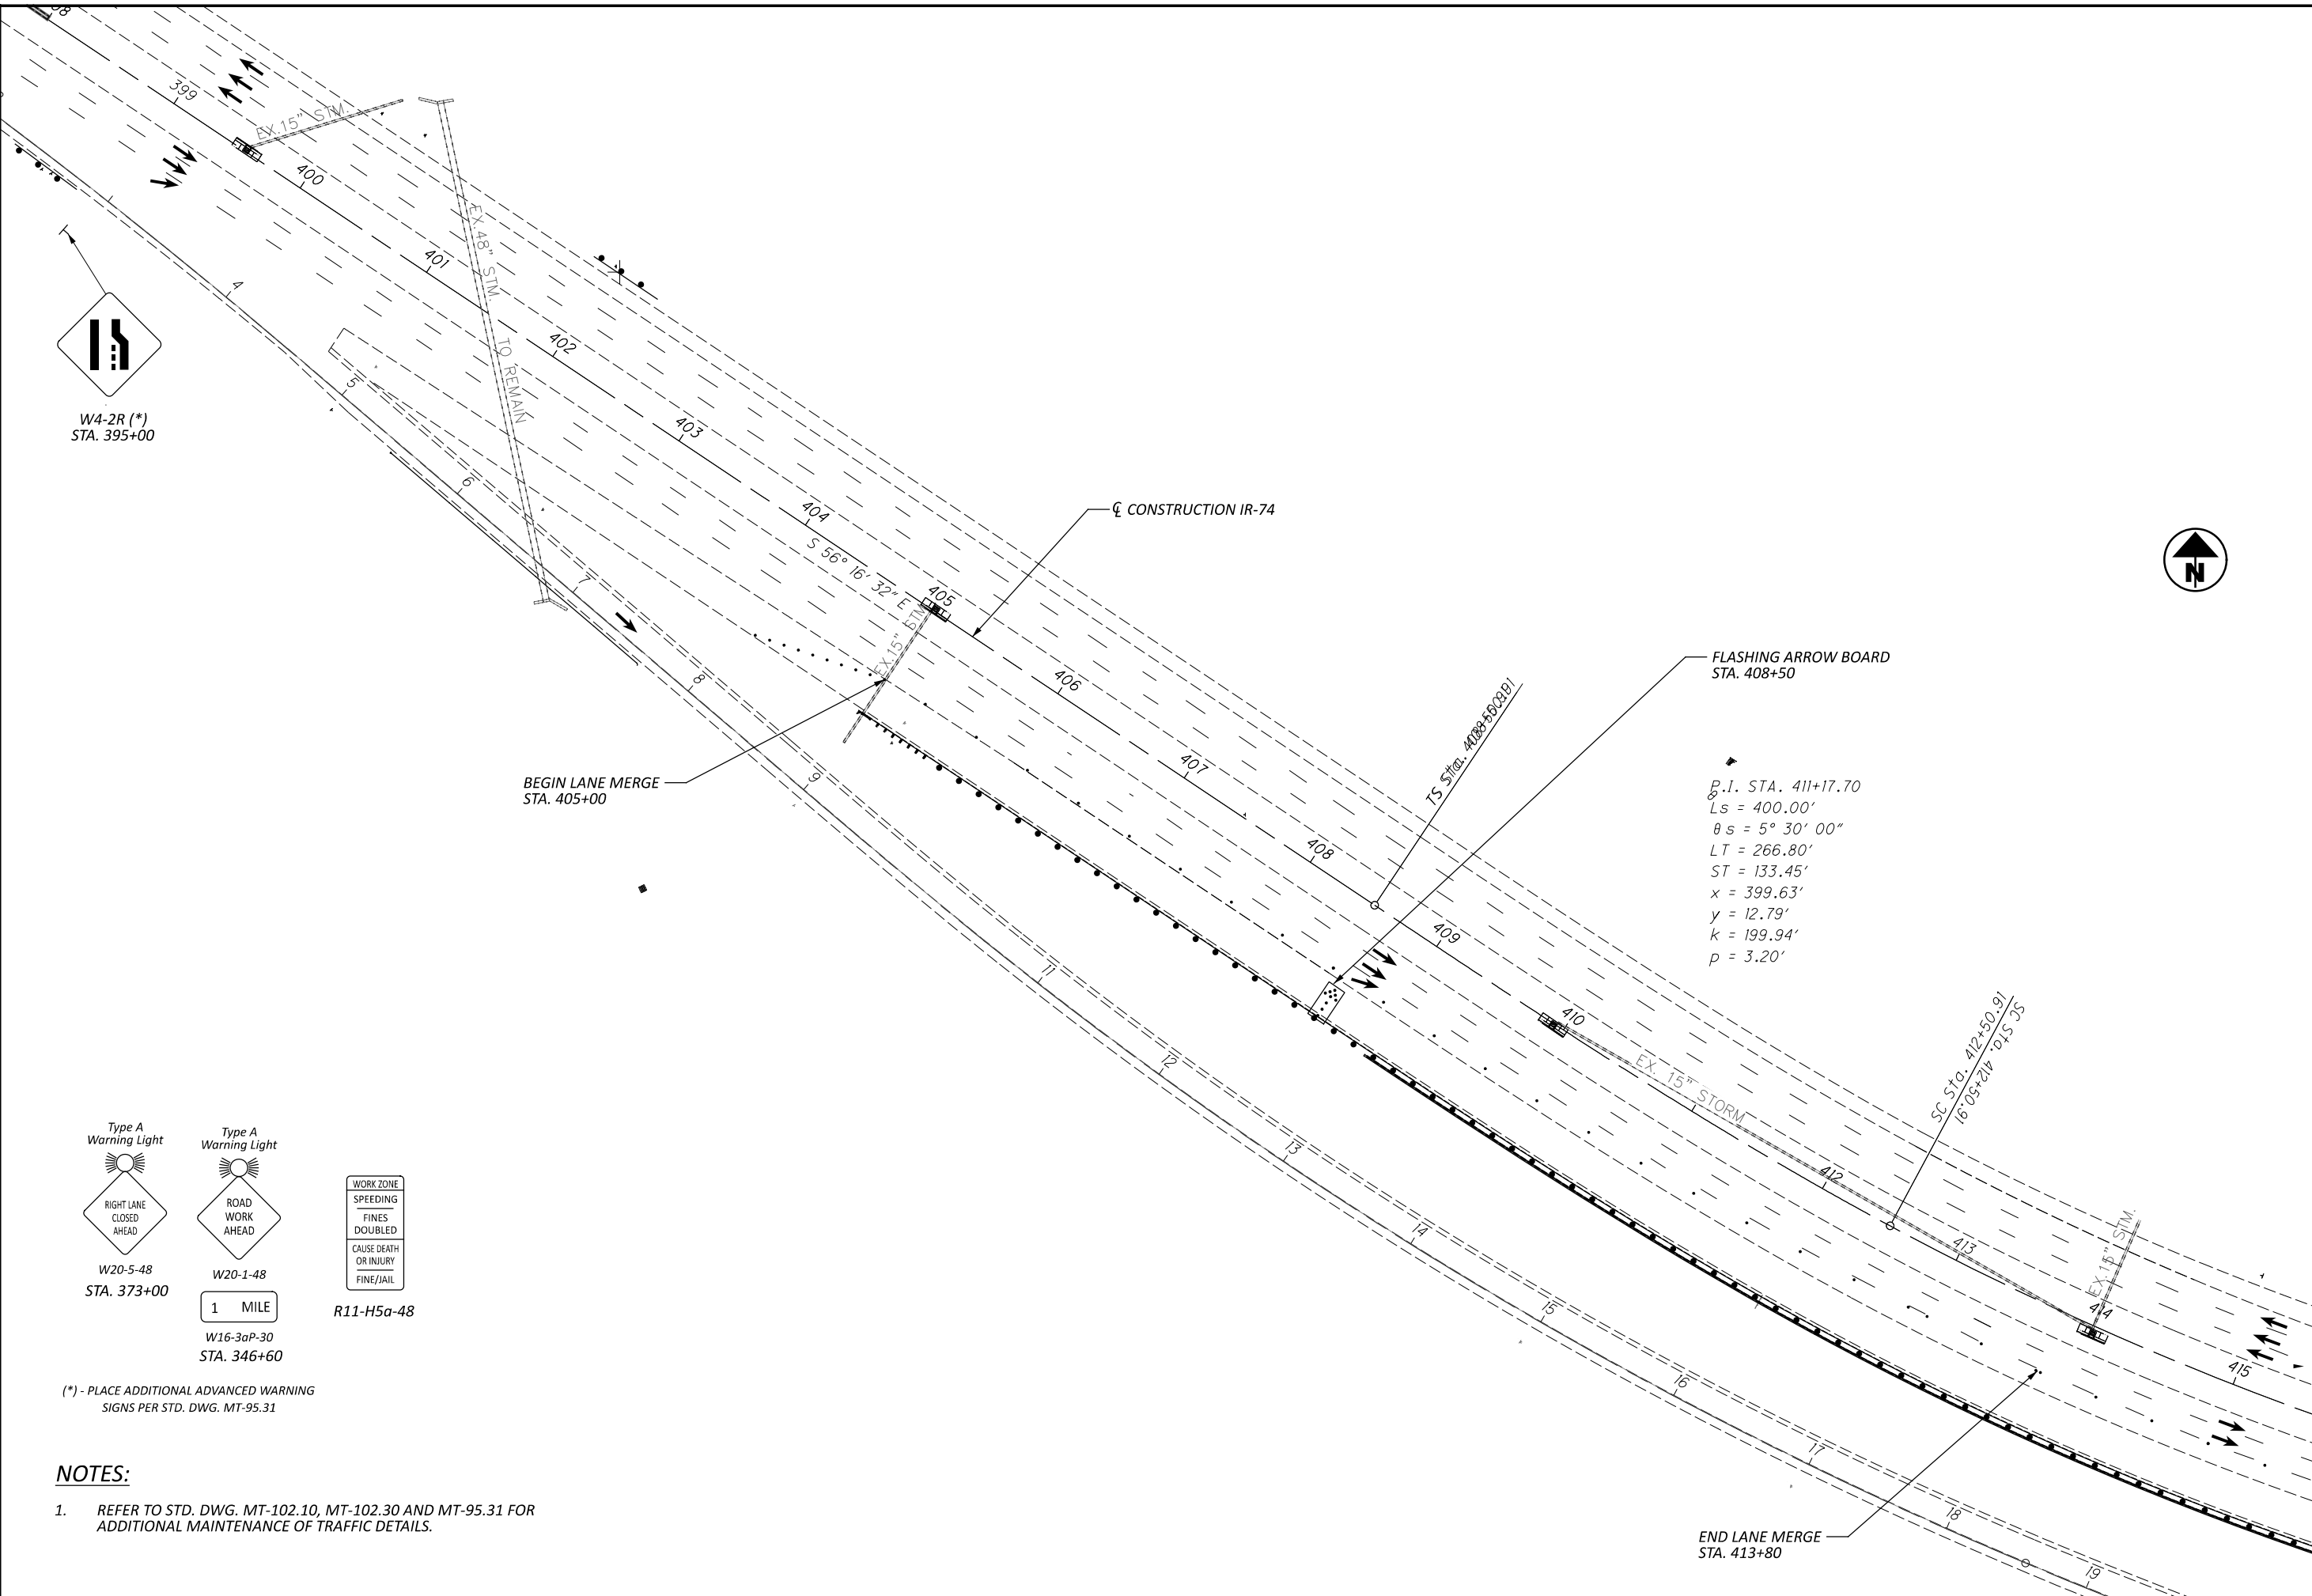 399
EX.15" STM.
400
EX.48" STM. TO REMAIN
401
4
402
5
W4-2R (*)
STA. 395+00
403
6
404
S 56° 16' 32" E
℄ CONSTRUCTION IR-74
7
405
EX.15" STM.
N
406
FLASHING ARROW BOARD
STA. 408+50
8
407
BEGIN LANE MERGE
STA. 405+00
9
TS Sta.
P.I. STA. 411+17.70
Ls = 400.00'
θs = 5° 30' 00"
LT = 266.80'
ST = 133.45'
x = 399.63'
y = 12.79'
k = 199.94'
p = 3.20'
408
409
11
410
12
EX. 15" STORM
SC Sta. 412+50.91
SC Sta. 412+50.91
13
412
14
413
EX.15" STM.
414
15
415
16
17
18
19
END LANE MERGE
STA. 413+80
Type A
Warning Light
RIGHT LANE
CLOSED
AHEAD
W20-5-48
STA. 373+00
Type A
Warning Light
ROAD
WORK
AHEAD
W20-1-48
1 MILE
W16-3aP-30
STA. 346+60
WORK ZONE
SPEEDING
FINES
DOUBLED
CAUSE DEATH
OR INJURY
FINE/JAIL
R11-H5a-48
(*) - PLACE ADDITIONAL ADVANCED WARNING
SIGNS PER STD. DWG. MT-95.31
NOTES:
1. REFER TO STD. DWG. MT-102.10, MT-102.30 AND MT-95.31 FOR
ADDITIONAL MAINTENANCE OF TRAFFIC DETAILS.